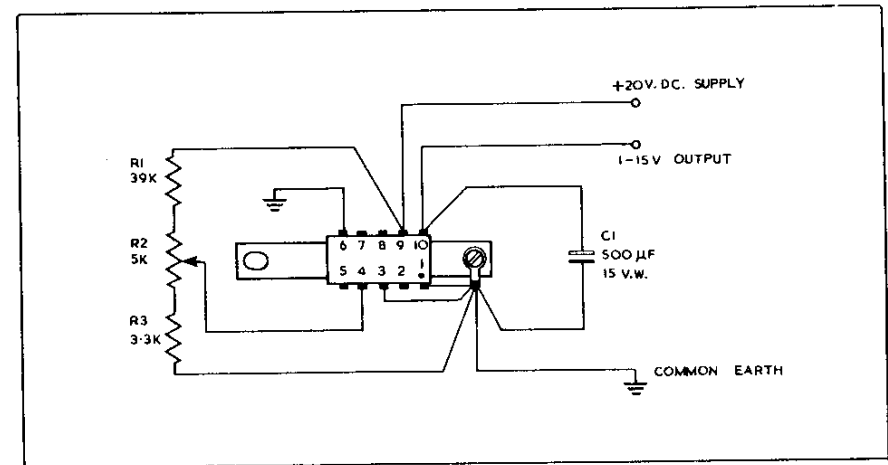 +20V. DC. SUPPLY
1-15V OUTPUT
R1
39K
6 7 8 9 10
5 4 3 2 1
R2
5K
C1
500 µF
15 V.W.
R3
3·3K
COMMON EARTH